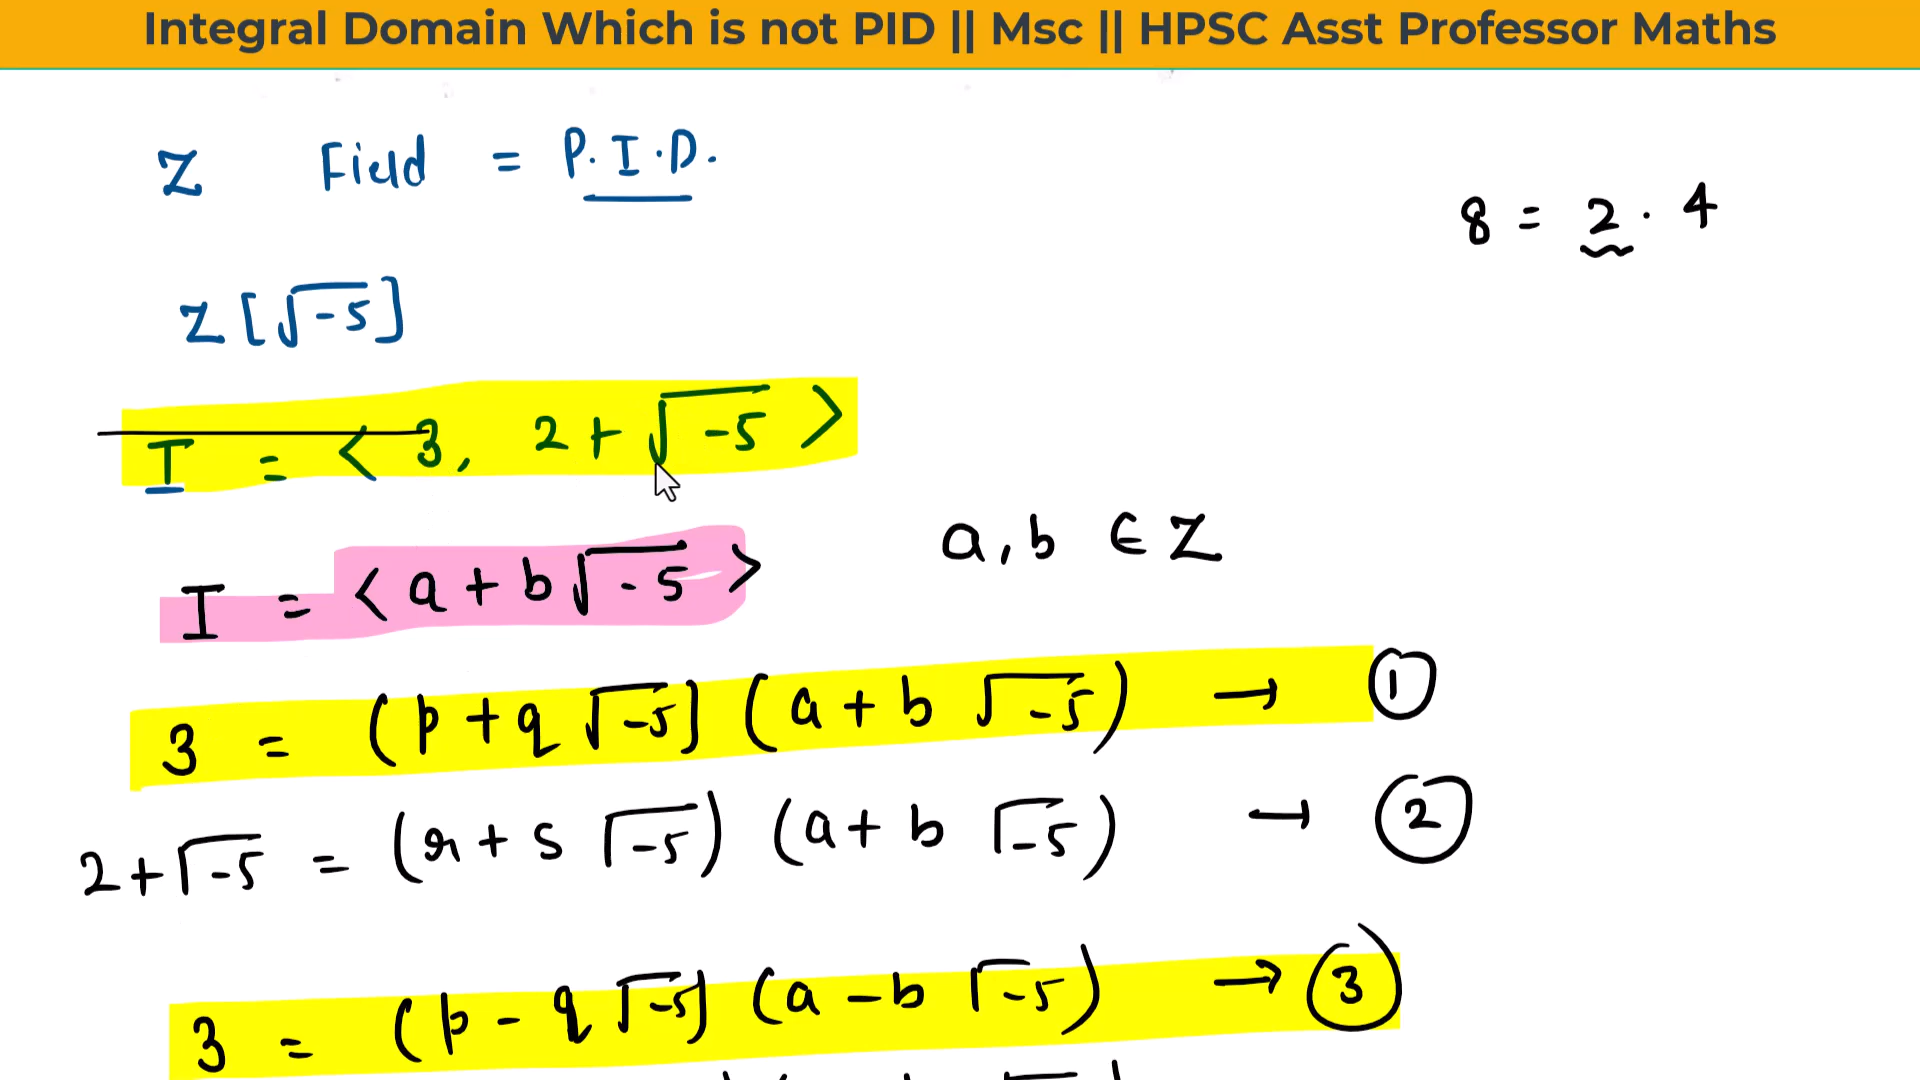 Integral Domain Which is not PID || Msc || HPSC Asst Professor Maths
Z Field = P.I.D.
8 = 2 . 4
Z[√-5]
I = < 3, 2+√-5 >
I = <a + b√-5 > a, b ∈ Z
3 = (p + q √-5] (a + b √-5) → ①
2+√-5 = (r + s √-5) (a + b √-5) → ②
3 = (p - q √-5] (a - b √-5) → ③